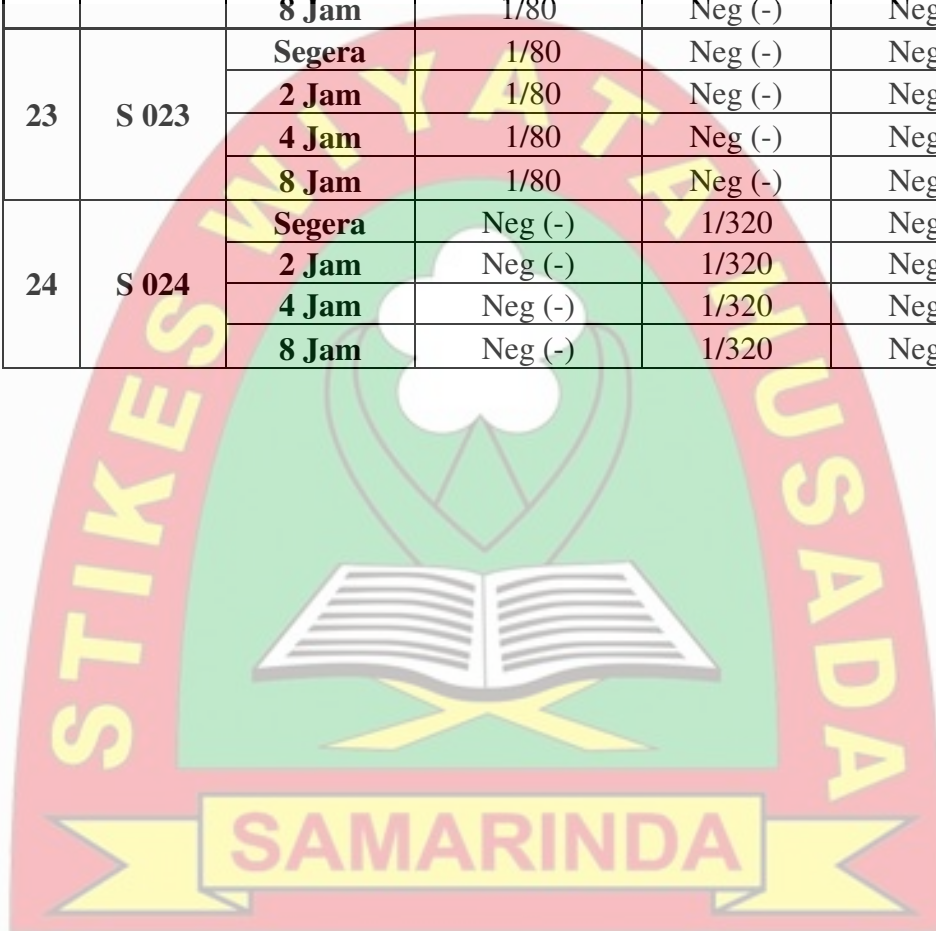 8 Jam 1/80 Neg (-) Neg
23 S 023 Segera 1/80 Neg (-) Neg
2 Jam 1/80 Neg (-) Neg
4 Jam 1/80 Neg (-) Neg
8 Jam 1/80 Neg (-) Neg
24 S 024 Segera Neg (-) 1/320 Neg
2 Jam Neg (-) 1/320 Neg
4 Jam Neg (-) 1/320 Neg
8 Jam Neg (-) 1/320 Neg
STIKES WIYATA HUSADA
SAMARINDA